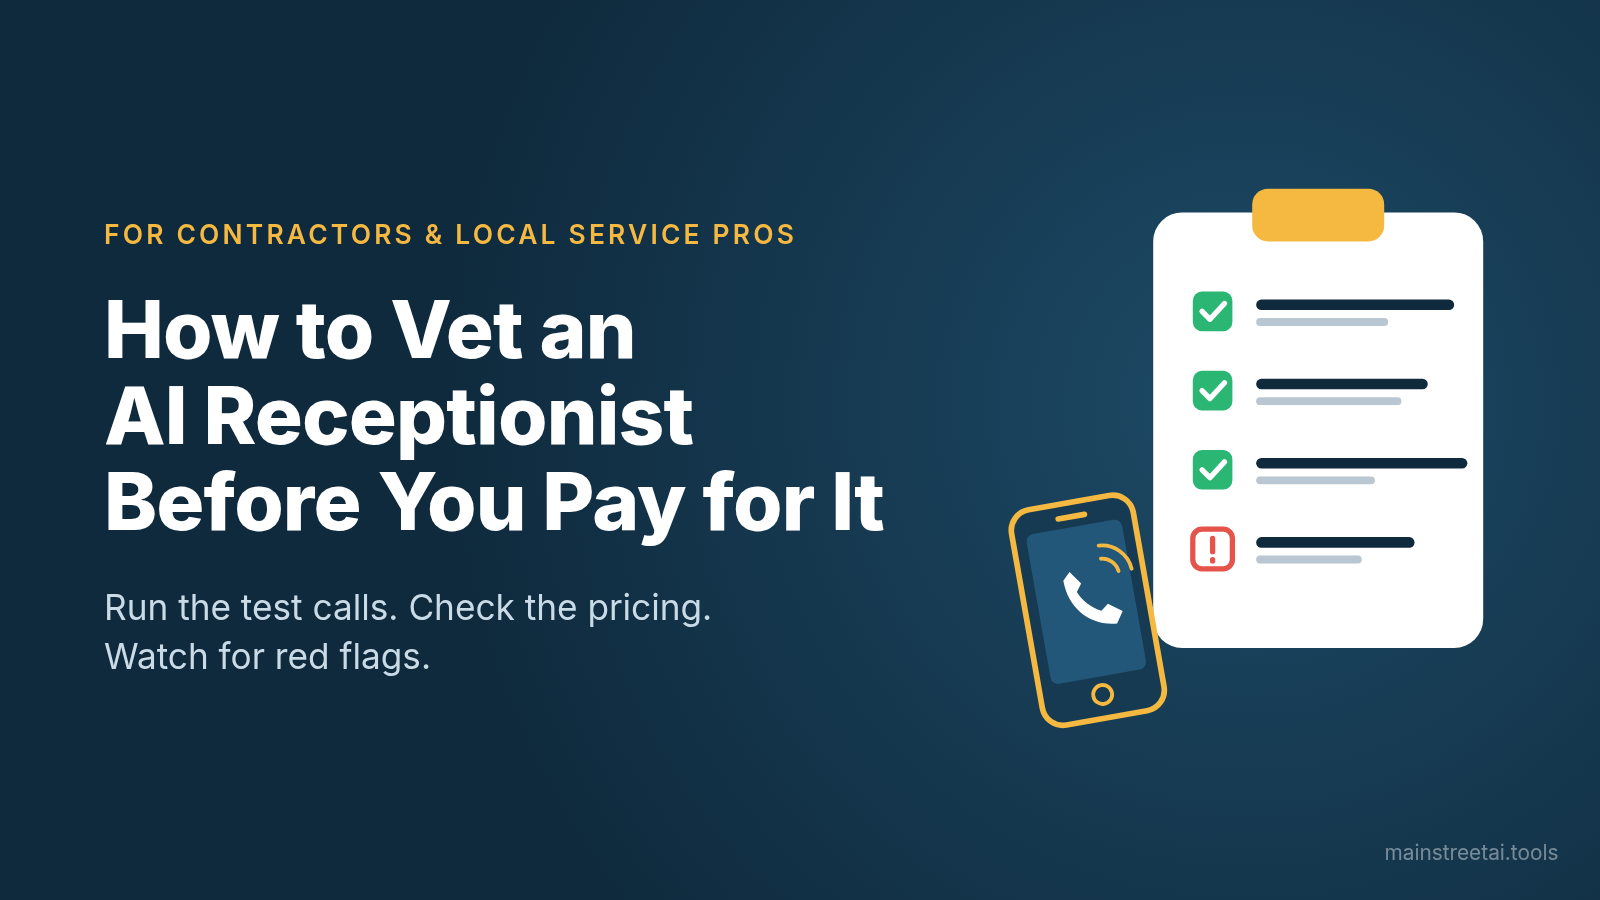 FOR CONTRACTORS & LOCAL SERVICE PROS
How to Vet an
AI Receptionist
Before You Pay for It
Run the test calls. Check the pricing.
Watch for red flags.
mainstreetai.tools